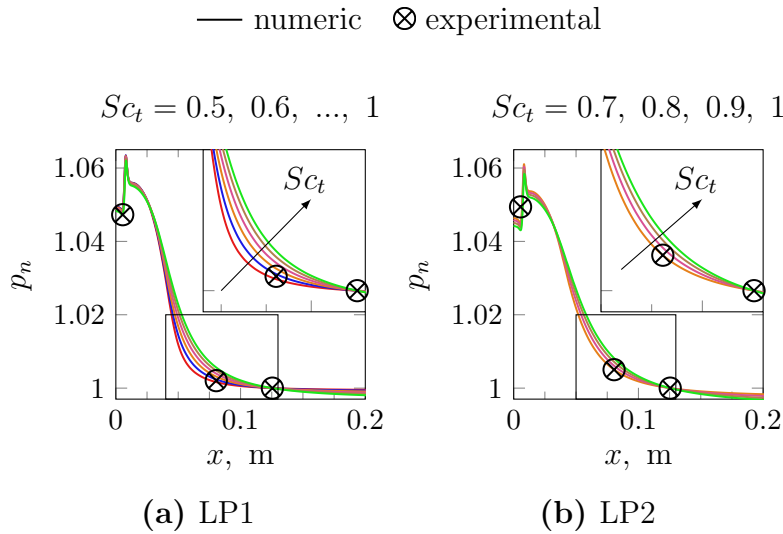 numeric experimental
Sc_t = 0.5, 0.6, ..., 1
Sc_t = 0.7, 0.8, 0.9, 1
1.06
1.04
1.02
1
p_n
Sc_t
0 0.1 0.2
x, m
(a) LP1
1.06
1.04
1.02
1
p_n
Sc_t
0 0.1 0.2
x, m
(b) LP2